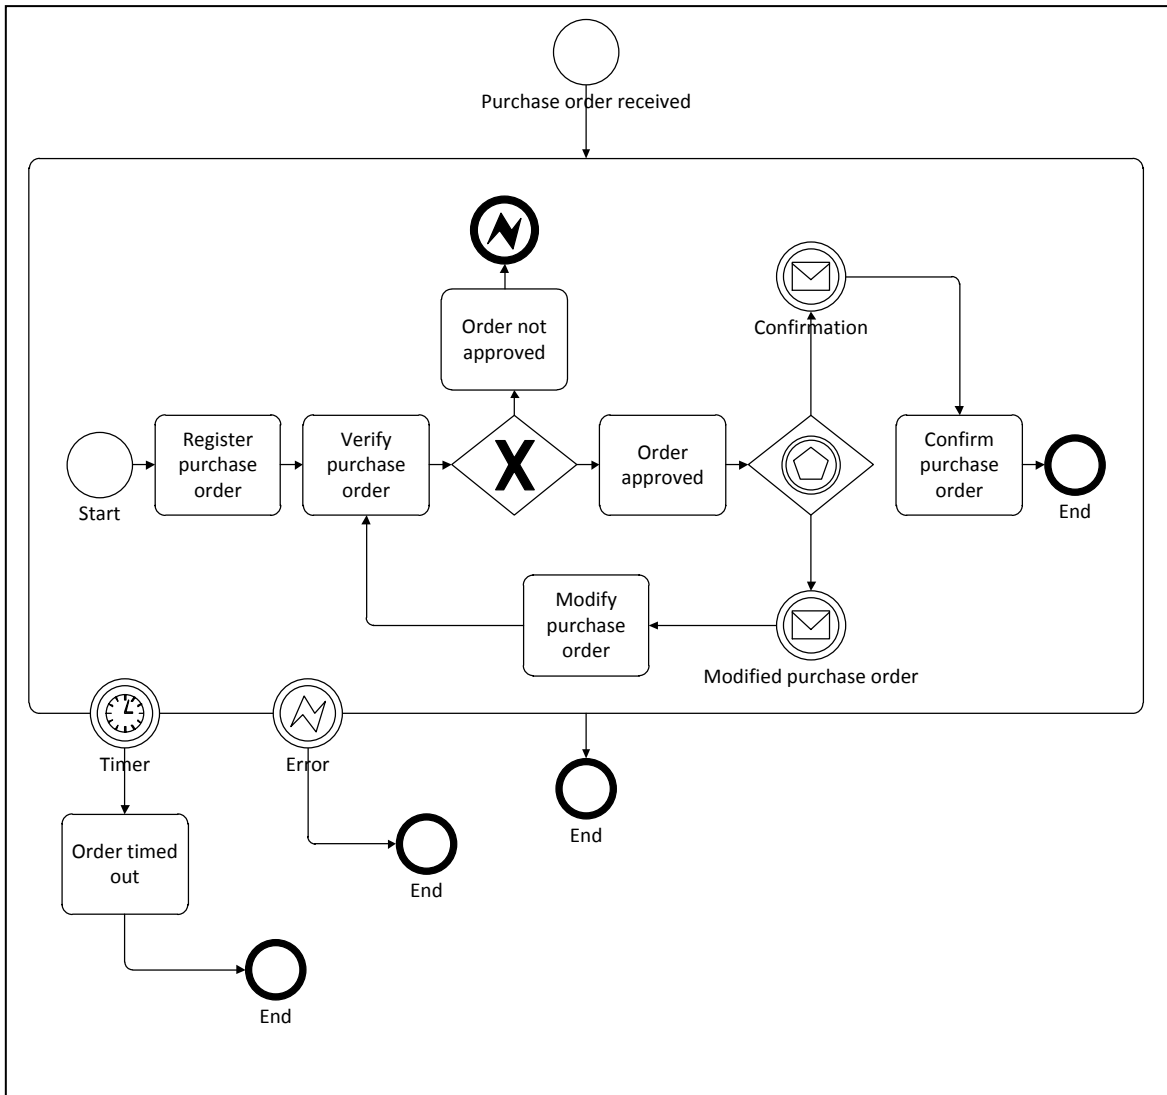 Purchase order received
Order not
approved
Confirmation
Start
Register
purchase
order
Verify
purchase
order
X
Order
approved
Confirm
purchase
order
End
Modify
purchase
order
Modified purchase order
Timer
Error
End
Order timed
out
End
End